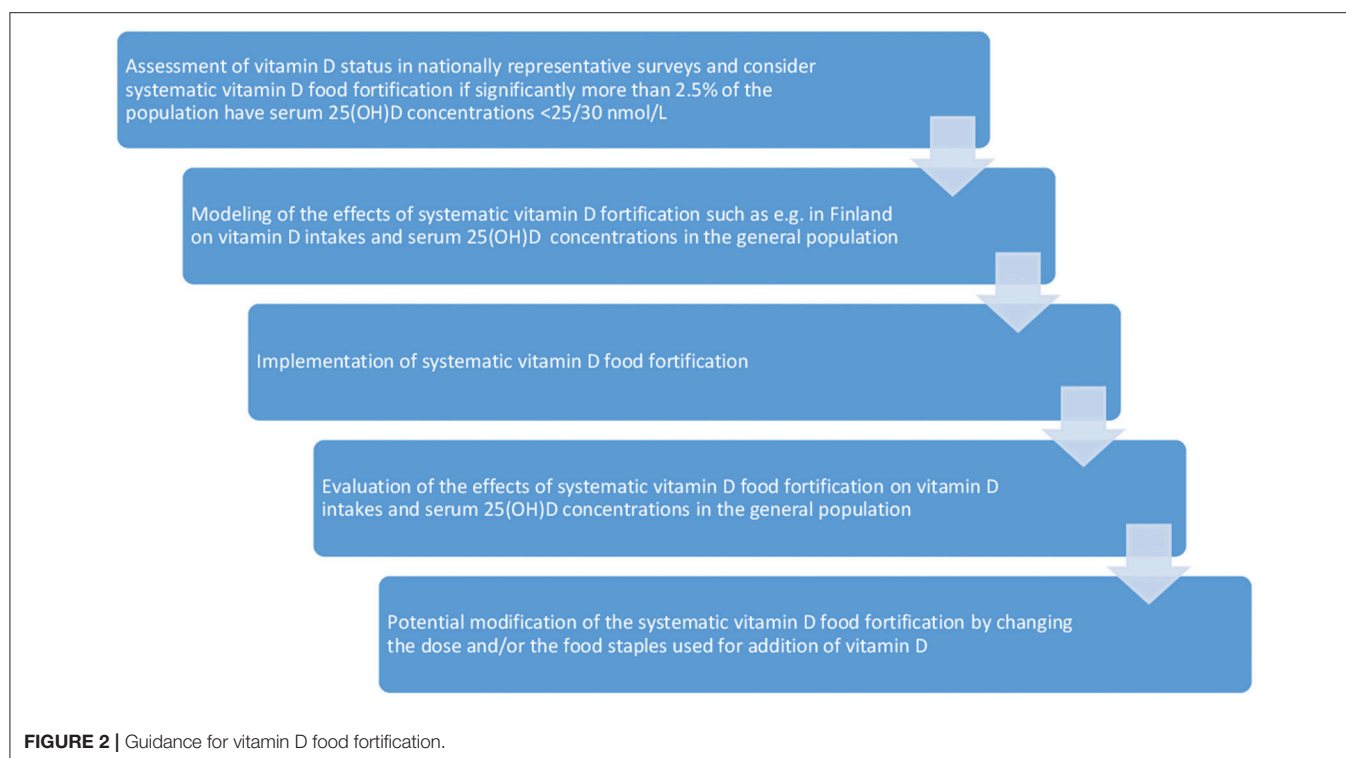 Assessment of vitamin D status in nationally representative surveys and consider
systematic vitamin D food fortification if significantly more than 2.5% of the
population have serum 25(OH)D concentrations <25/30 nmol/L
Modeling of the effects of systematic vitamin D fortification such as e.g. in Finland
on vitamin D intakes and serum 25(OH)D concentrations in the general population
Implementation of systematic vitamin D food fortification
Evaluation of the effects of systematic vitamin D food fortification on vitamin D
intakes and serum 25(OH)D concentrations in the general population
Potential modification of the systematic vitamin D food fortification by changing
the dose and/or the food staples used for addition of vitamin D
FIGURE 2 | Guidance for vitamin D food fortification.